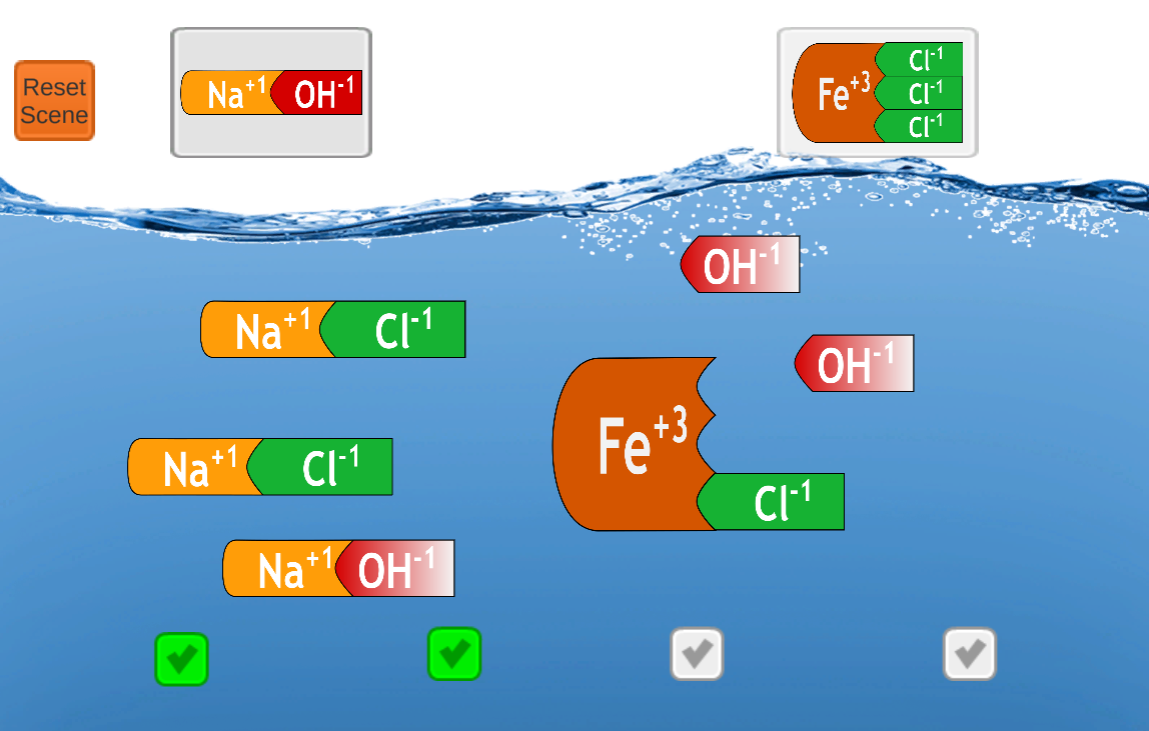 Reset
Scene
Na+1 OH-1
Fe+3
Cl-1
Cl-1
Cl-1
OH-1
Na+1 Cl-1
OH-1
Fe+3
Na+1 Cl-1
Cl-1
Na+1 OH-1